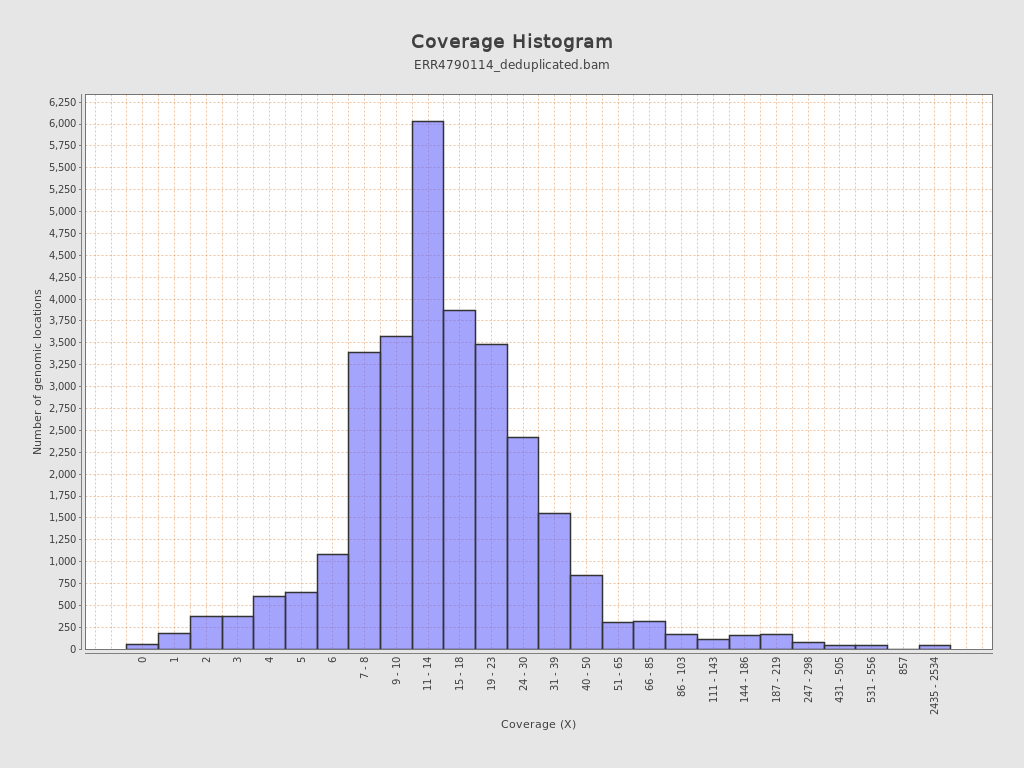 Coverage Histogram
ERR4790114_deduplicated.bam
Number of genomic locations
6,250
6,000
5,750
5,500
5,250
5,000
4,750
4,500
4,250
4,000
3,750
3,500
3,250
3,000
2,750
2,500
2,250
2,000
1,750
1,500
1,250
1,000
750
500
250
0
0
1
2
3
4
5
6
7 - 8
9 - 10
11 - 14
15 - 18
19 - 23
24 - 30
31 - 39
40 - 50
51 - 65
66 - 85
86 - 103
111 - 143
144 - 186
187 - 219
247 - 298
431 - 505
531 - 556
857
2435 - 2534
Coverage (X)